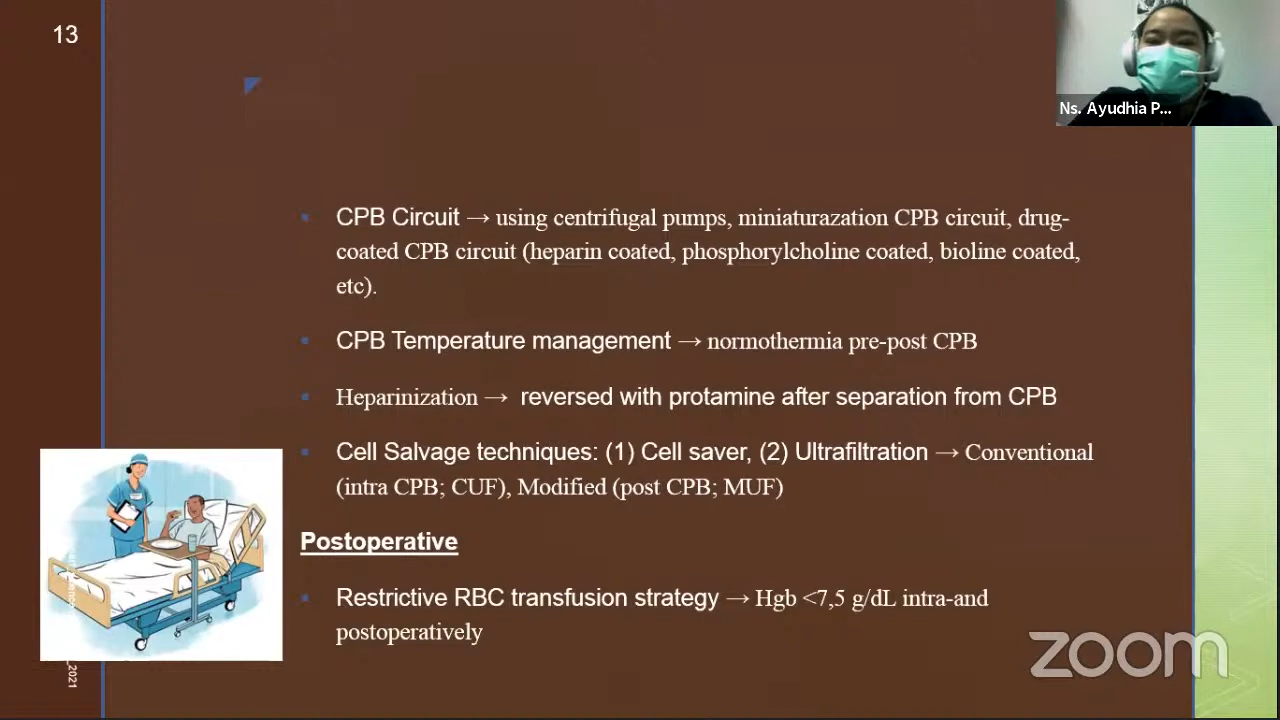 13
Ns. Ayudhia P...
CPB Circuit → using centrifugal pumps, miniaturazation CPB circuit, drug-
coated CPB circuit (heparin coated, phosphorylcholine coated, bioline coated,
etc).
CPB Temperature management → normothermia pre-post CPB
Heparinization → reversed with protamine after separation from CPB
Cell Salvage techniques: (1) Cell saver, (2) Ultrafiltration → Conventional
(intra CPB; CUF), Modified (post CPB; MUF)
Postoperative
Restrictive RBC transfusion strategy → Hgb <7,5 g/dL intra-and
postoperatively
_2021
zoom